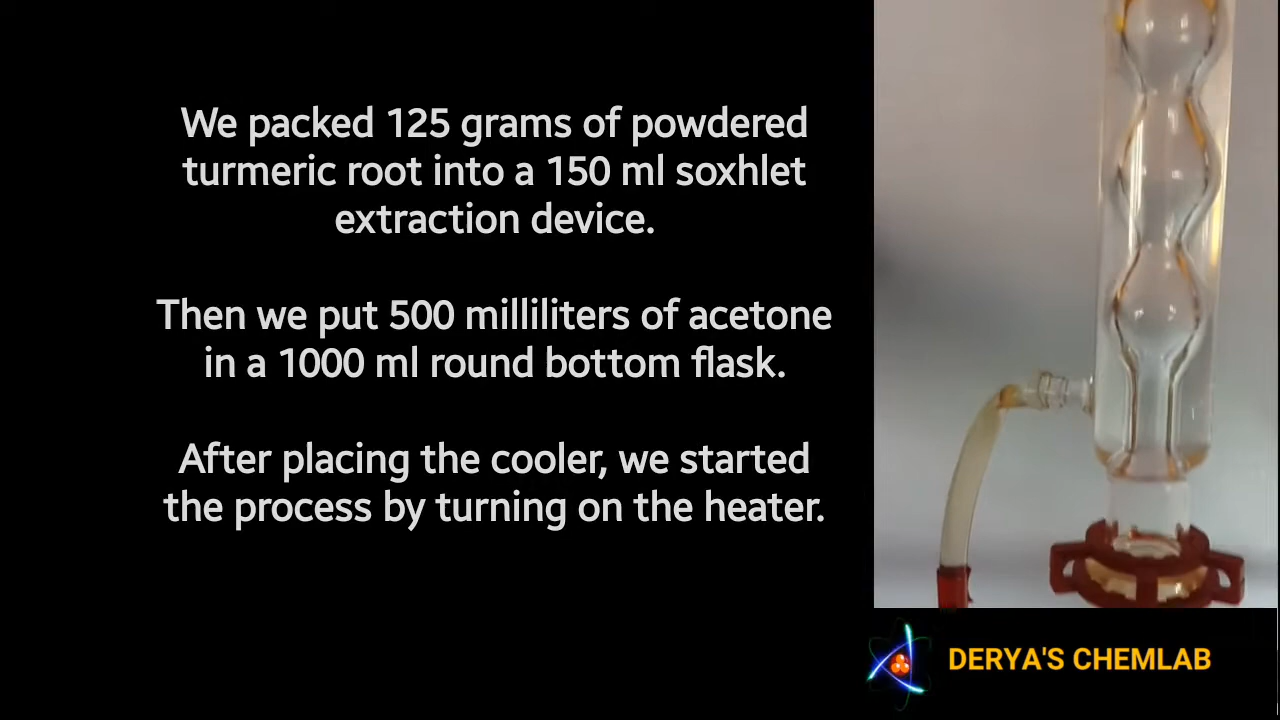 We packed 125 grams of powdered
turmeric root into a 150 ml soxhlet
extraction device.
Then we put 500 milliliters of acetone
in a 1000 ml round bottom flask.
After placing the cooler, we started
the process by turning on the heater.
DERYA'S CHEMLAB